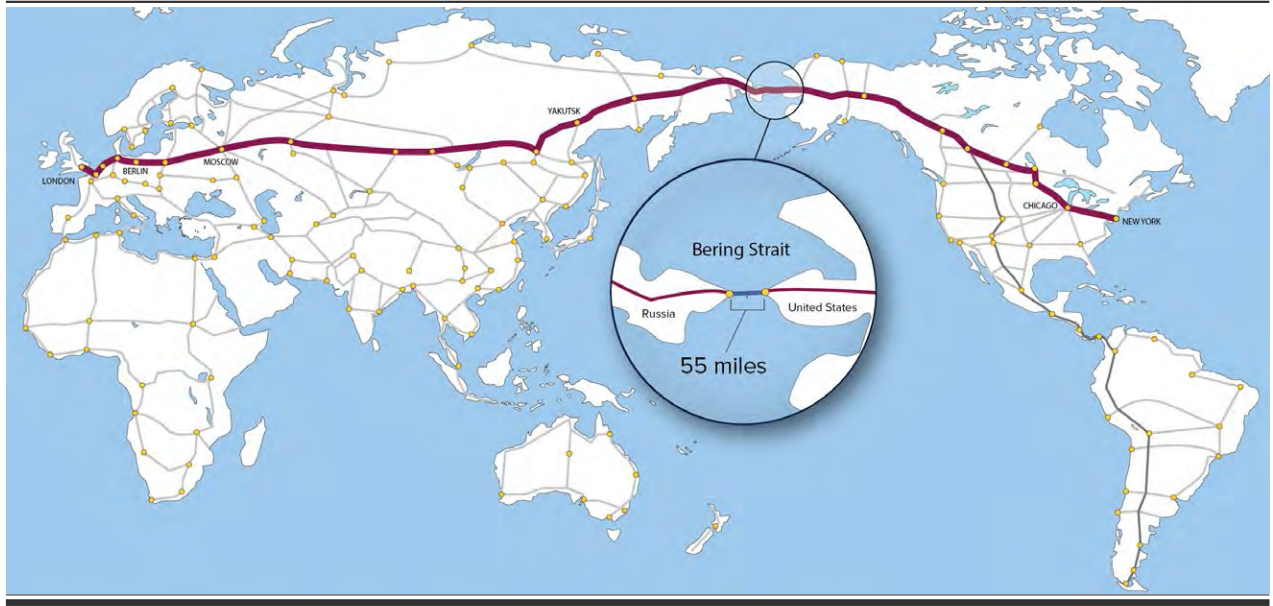 YAKUTSK
MOSCOW
BERLIN
LONDON
CHICAGO
NEW YORK
Bering Strait
Russia
United States
55 miles